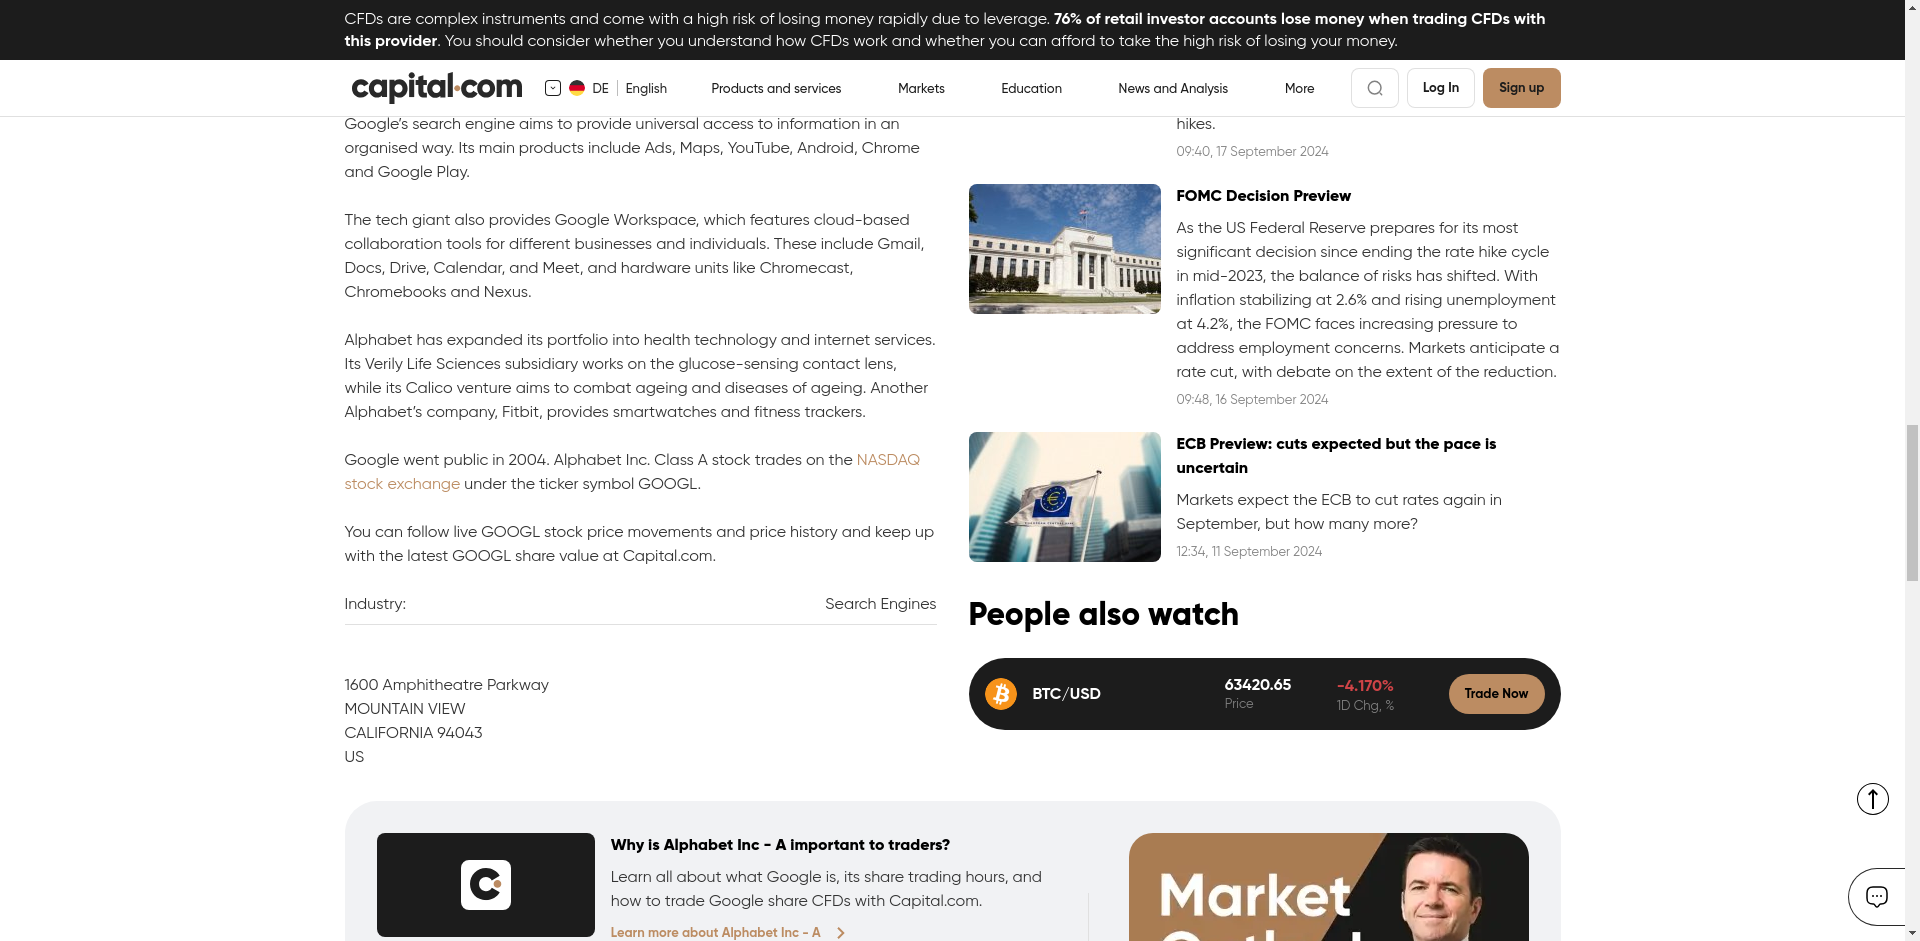 CFDs are complex instruments and come with a high risk of losing money rapidly due to leverage. 76% of retail investor accounts lose money when trading CFDs with
this provider. You should consider whether you understand how CFDs work and whether you can afford to take the high risk of losing your money.
capital.com
DE
English
Products and services
Markets
Education
News and Analysis
More
Log In
Sign up
Google’s search engine aims to provide universal access to information in an
organised way. Its main products include Ads, Maps, YouTube, Android, Chrome
and Google Play.
The tech giant also provides Google Workspace, which features cloud-based
collaboration tools for different businesses and individuals. These include Gmail,
Docs, Drive, Calendar, and Meet, and hardware units like Chromecast,
Chromebooks and Nexus.
Alphabet has expanded its portfolio into health technology and internet services.
Its Verily Life Sciences subsidiary works on the glucose-sensing contact lens,
while its Calico venture aims to combat ageing and diseases of ageing. Another
Alphabet’s company, Fitbit, provides smartwatches and fitness trackers.
Google went public in 2004. Alphabet Inc. Class A stock trades on the NASDAQ
stock exchange under the ticker symbol GOOGL.
You can follow live GOOGL stock price movements and price history and keep up
with the latest GOOGL share value at Capital.com.
Industry:
Search Engines
1600 Amphitheatre Parkway
MOUNTAIN VIEW
CALIFORNIA 94043
US
hikes.
09:40, 17 September 2024
FOMC Decision Preview
As the US Federal Reserve prepares for its most
significant decision since ending the rate hike cycle
in mid-2023, the balance of risks has shifted. With
inflation stabilizing at 2.6% and rising unemployment
at 4.2%, the FOMC faces increasing pressure to
address employment concerns. Markets anticipate a
rate cut, with debate on the extent of the reduction.
09:48, 16 September 2024
ECB Preview: cuts expected but the pace is
uncertain
Markets expect the ECB to cut rates again in
September, but how many more?
12:34, 11 September 2024
People also watch
BTC/USD
63420.65
Price
-4.170%
1D Chg, %
Trade Now
Why is Alphabet Inc - A important to traders?
Learn all about what Google is, its share trading hours, and
how to trade Google share CFDs with Capital.com.
Learn more about Alphabet Inc - A
Market
Outlook